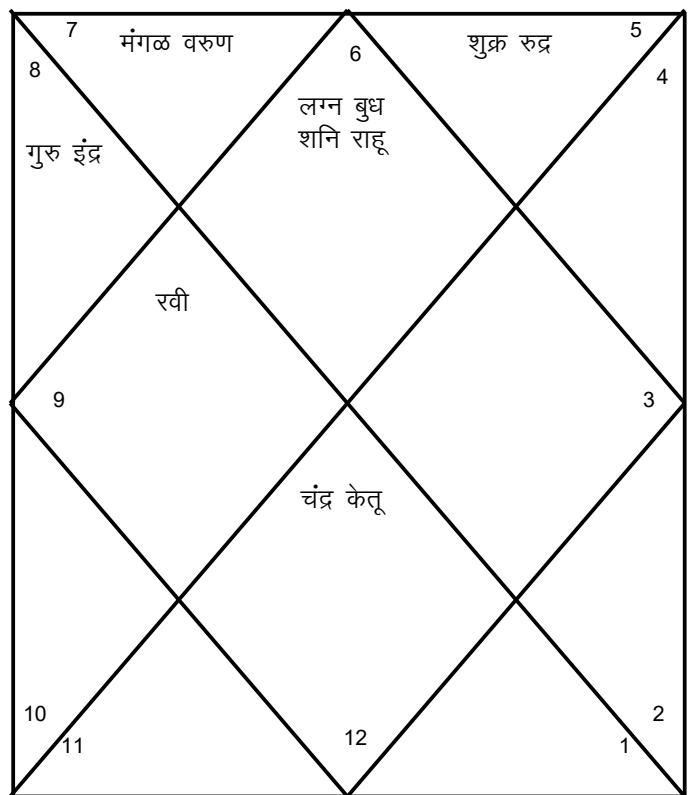 7 मंगळ वरुण 6 शुक्र रुद्र 5
8 4
लग्न बुध
शनि राहू
गुरु इंद्र
रवी
9 3
चंद्र केतू
10 2
11 12 1